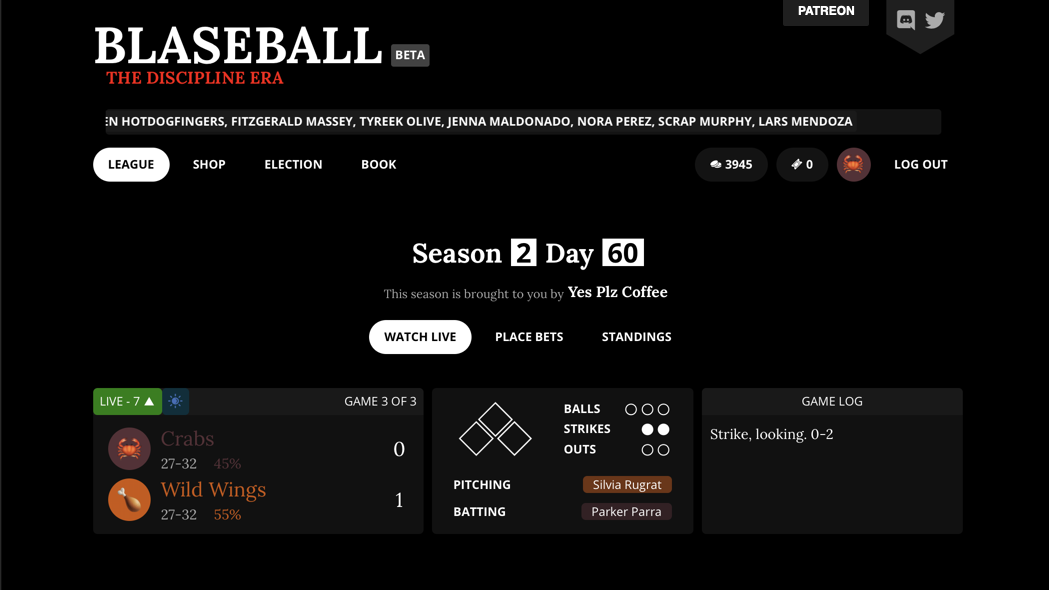 PATREON
BLASEBALL BETA
THE DISCIPLINE ERA
HOTDOGFINGERS, FITZGERALD MASSEY, TYREEK OLIVE, JENNA MALDONADO, NORA PEREZ, SCRAP MURPHY, LARS MENDOZA
LEAGUE SHOP ELECTION BOOK 3945 0 LOG OUT
Season 2 Day 60
This season is brought to you by Yes Plz Coffee
WATCH LIVE PLACE BETS STANDINGS
LIVE - 7 ▲ GAME 3 OF 3
Crabs 0
27-32 45%
Wild Wings 1
27-32 55%
BALLS
STRIKES
OUTS
PITCHING Silvia Rugrat
BATTING Parker Parra
GAME LOG
Strike, looking. 0-2